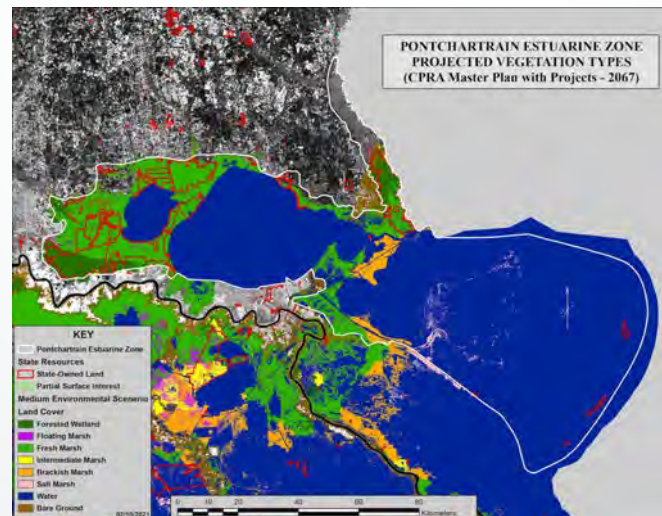 PONTCHARTRAIN ESTUARINE ZONE
PROJECTED VEGETATION TYPES
(CPRA Master Plan with Projects - 2067)
KEY
Pontchartrain Estuarine Zone
State Resources
State-Owned Land
Partial Surface Interest
Medium Environmental Scenario
Land Cover
Forested Wetland
Floating Marsh
Fresh Marsh
Intermediate Marsh
Brackish Marsh
Salt Marsh
Water
Bare Ground
0 10 20 40 60 80
Kilometers